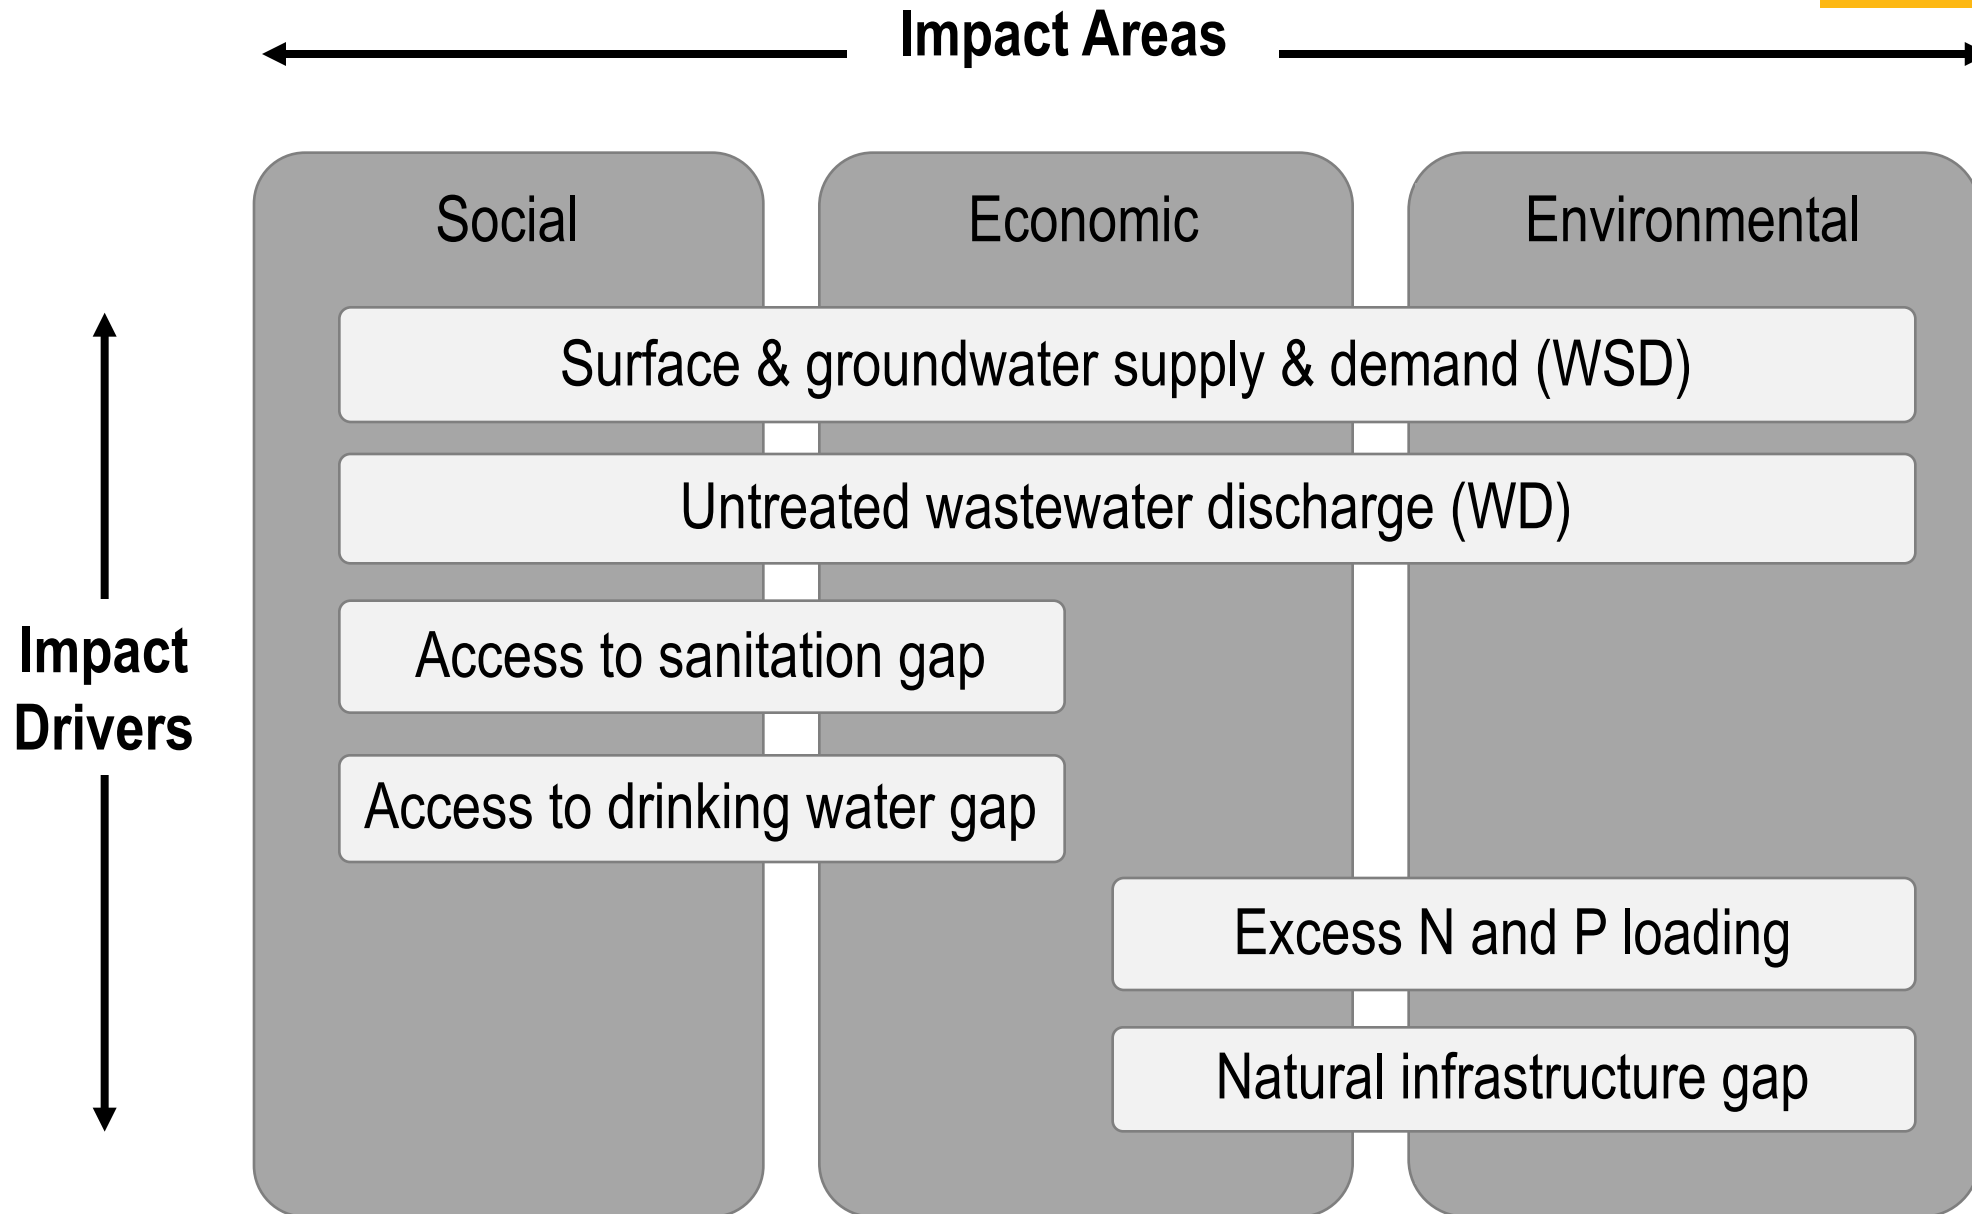 Impact Areas
Social
Economic
Environmental
Surface & groundwater supply & demand (WSD)
Untreated wastewater discharge (WD)
Access to sanitation gap
Impact
Drivers
Access to drinking water gap
Excess N and P loading
Natural infrastructure gap